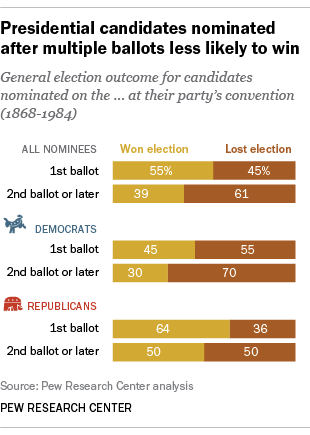 Presidential candidates nominated
after multiple ballots less likely to win
General election outcome for candidates
nominated on the ... at their party's convention
(1868-1984)
ALL NOMINEES Won election Lost election
1st ballot 55% 45%
2nd ballot or later 39 61
DEMOCRATS
1st ballot 45 55
2nd ballot or later 30 70
REPUBLICANS
1st ballot 64 36
2nd ballot or later 50 50
Source: Pew Research Center analysis
PEW RESEARCH CENTER